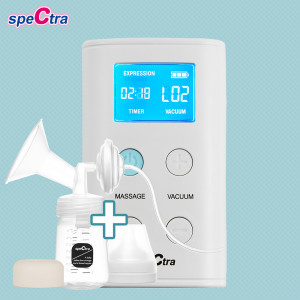 speCtra
EXPRESSION
02:18 L02
TIMER VACUUM
MASSAGE VACUUM
spectra
Ctra